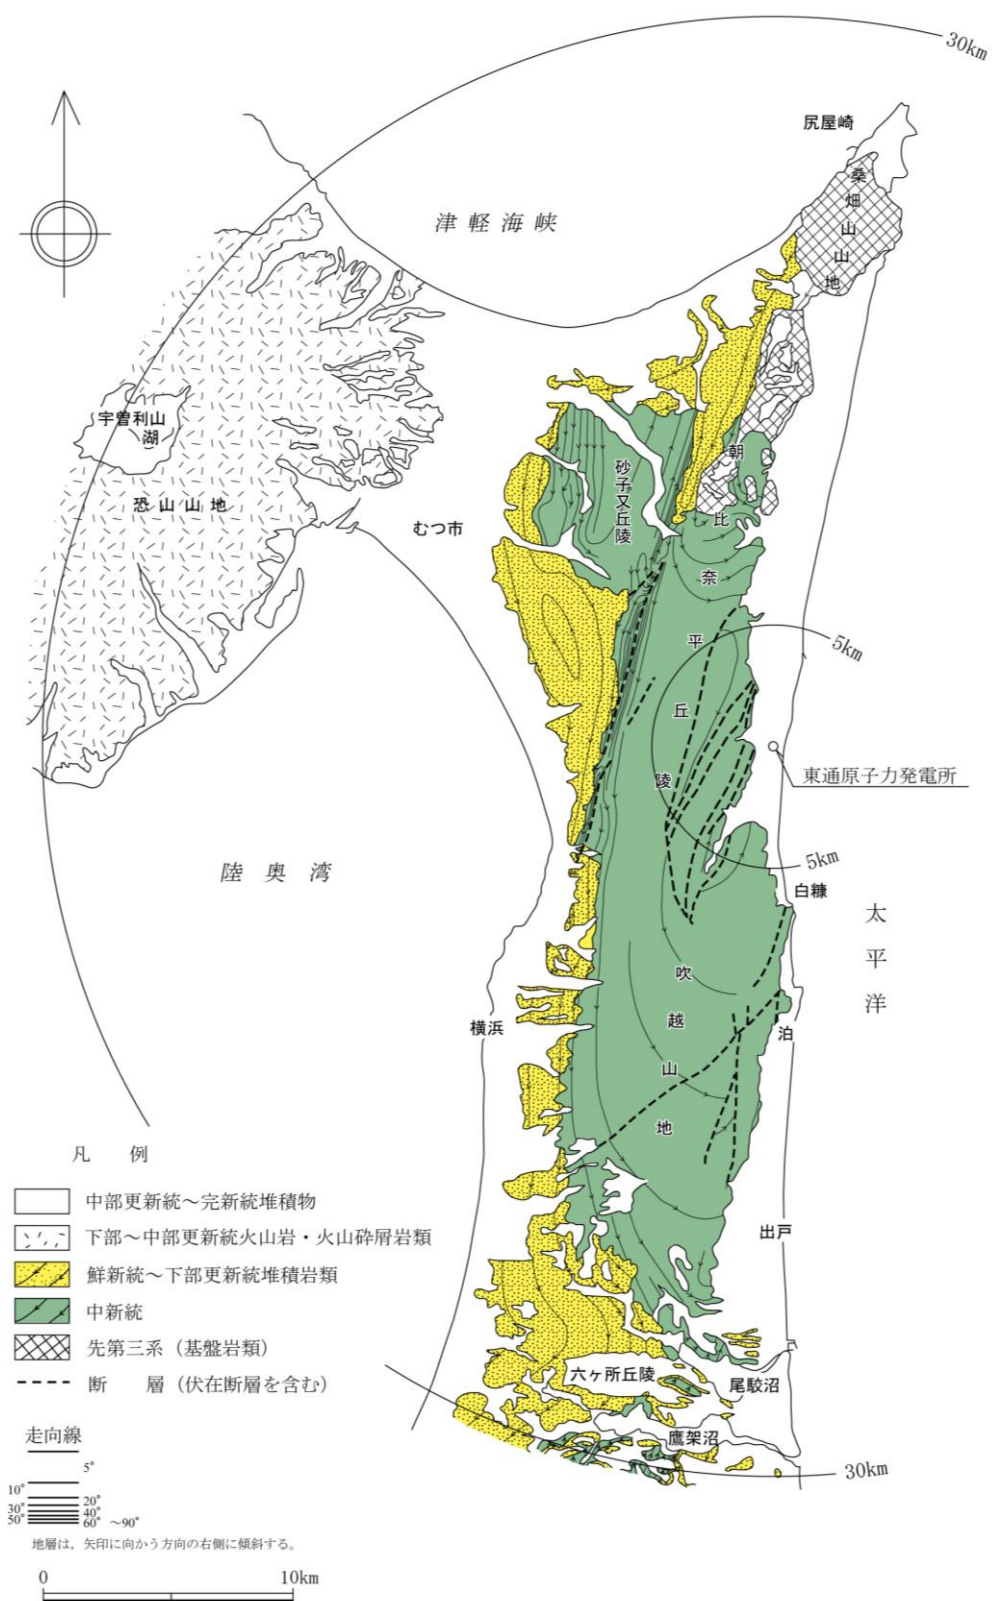 30km
尻屋崎
桑畑山山地
津軽海峡
宇曽利山湖
恐山山地
むつ市
砂子又丘陵
朝比奈平丘陵
5km
東通原子力発電所
5km
白糠
陸奥湾
太平洋
吹越山地
横浜
泊
出戸
六ヶ所丘陵
尾駮沼
鷹架沼
30km
凡 例
中部更新統～完新統堆積物
下部～中部更新統火山岩・火山砕屑岩類
鮮新統～下部更新統堆積岩類
中新統
先第三系（基盤岩類）
断 層（伏在断層を含む）
走向線
5°
10°
20°
30°
40°
50°
60° ～90°
地層は，矢印に向かう方向の右側に傾斜する。
0 10km